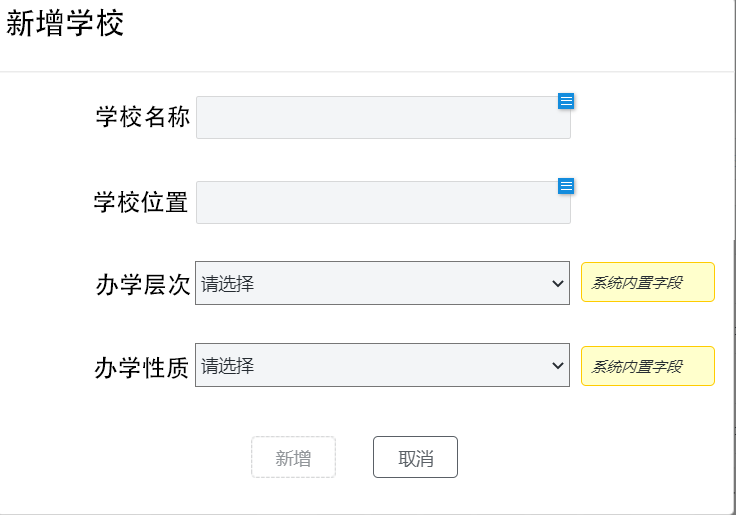 新增学校
学校名称
学校位置
办学层次 请选择 系统内置字段
办学性质 请选择 系统内置字段
新增 取消